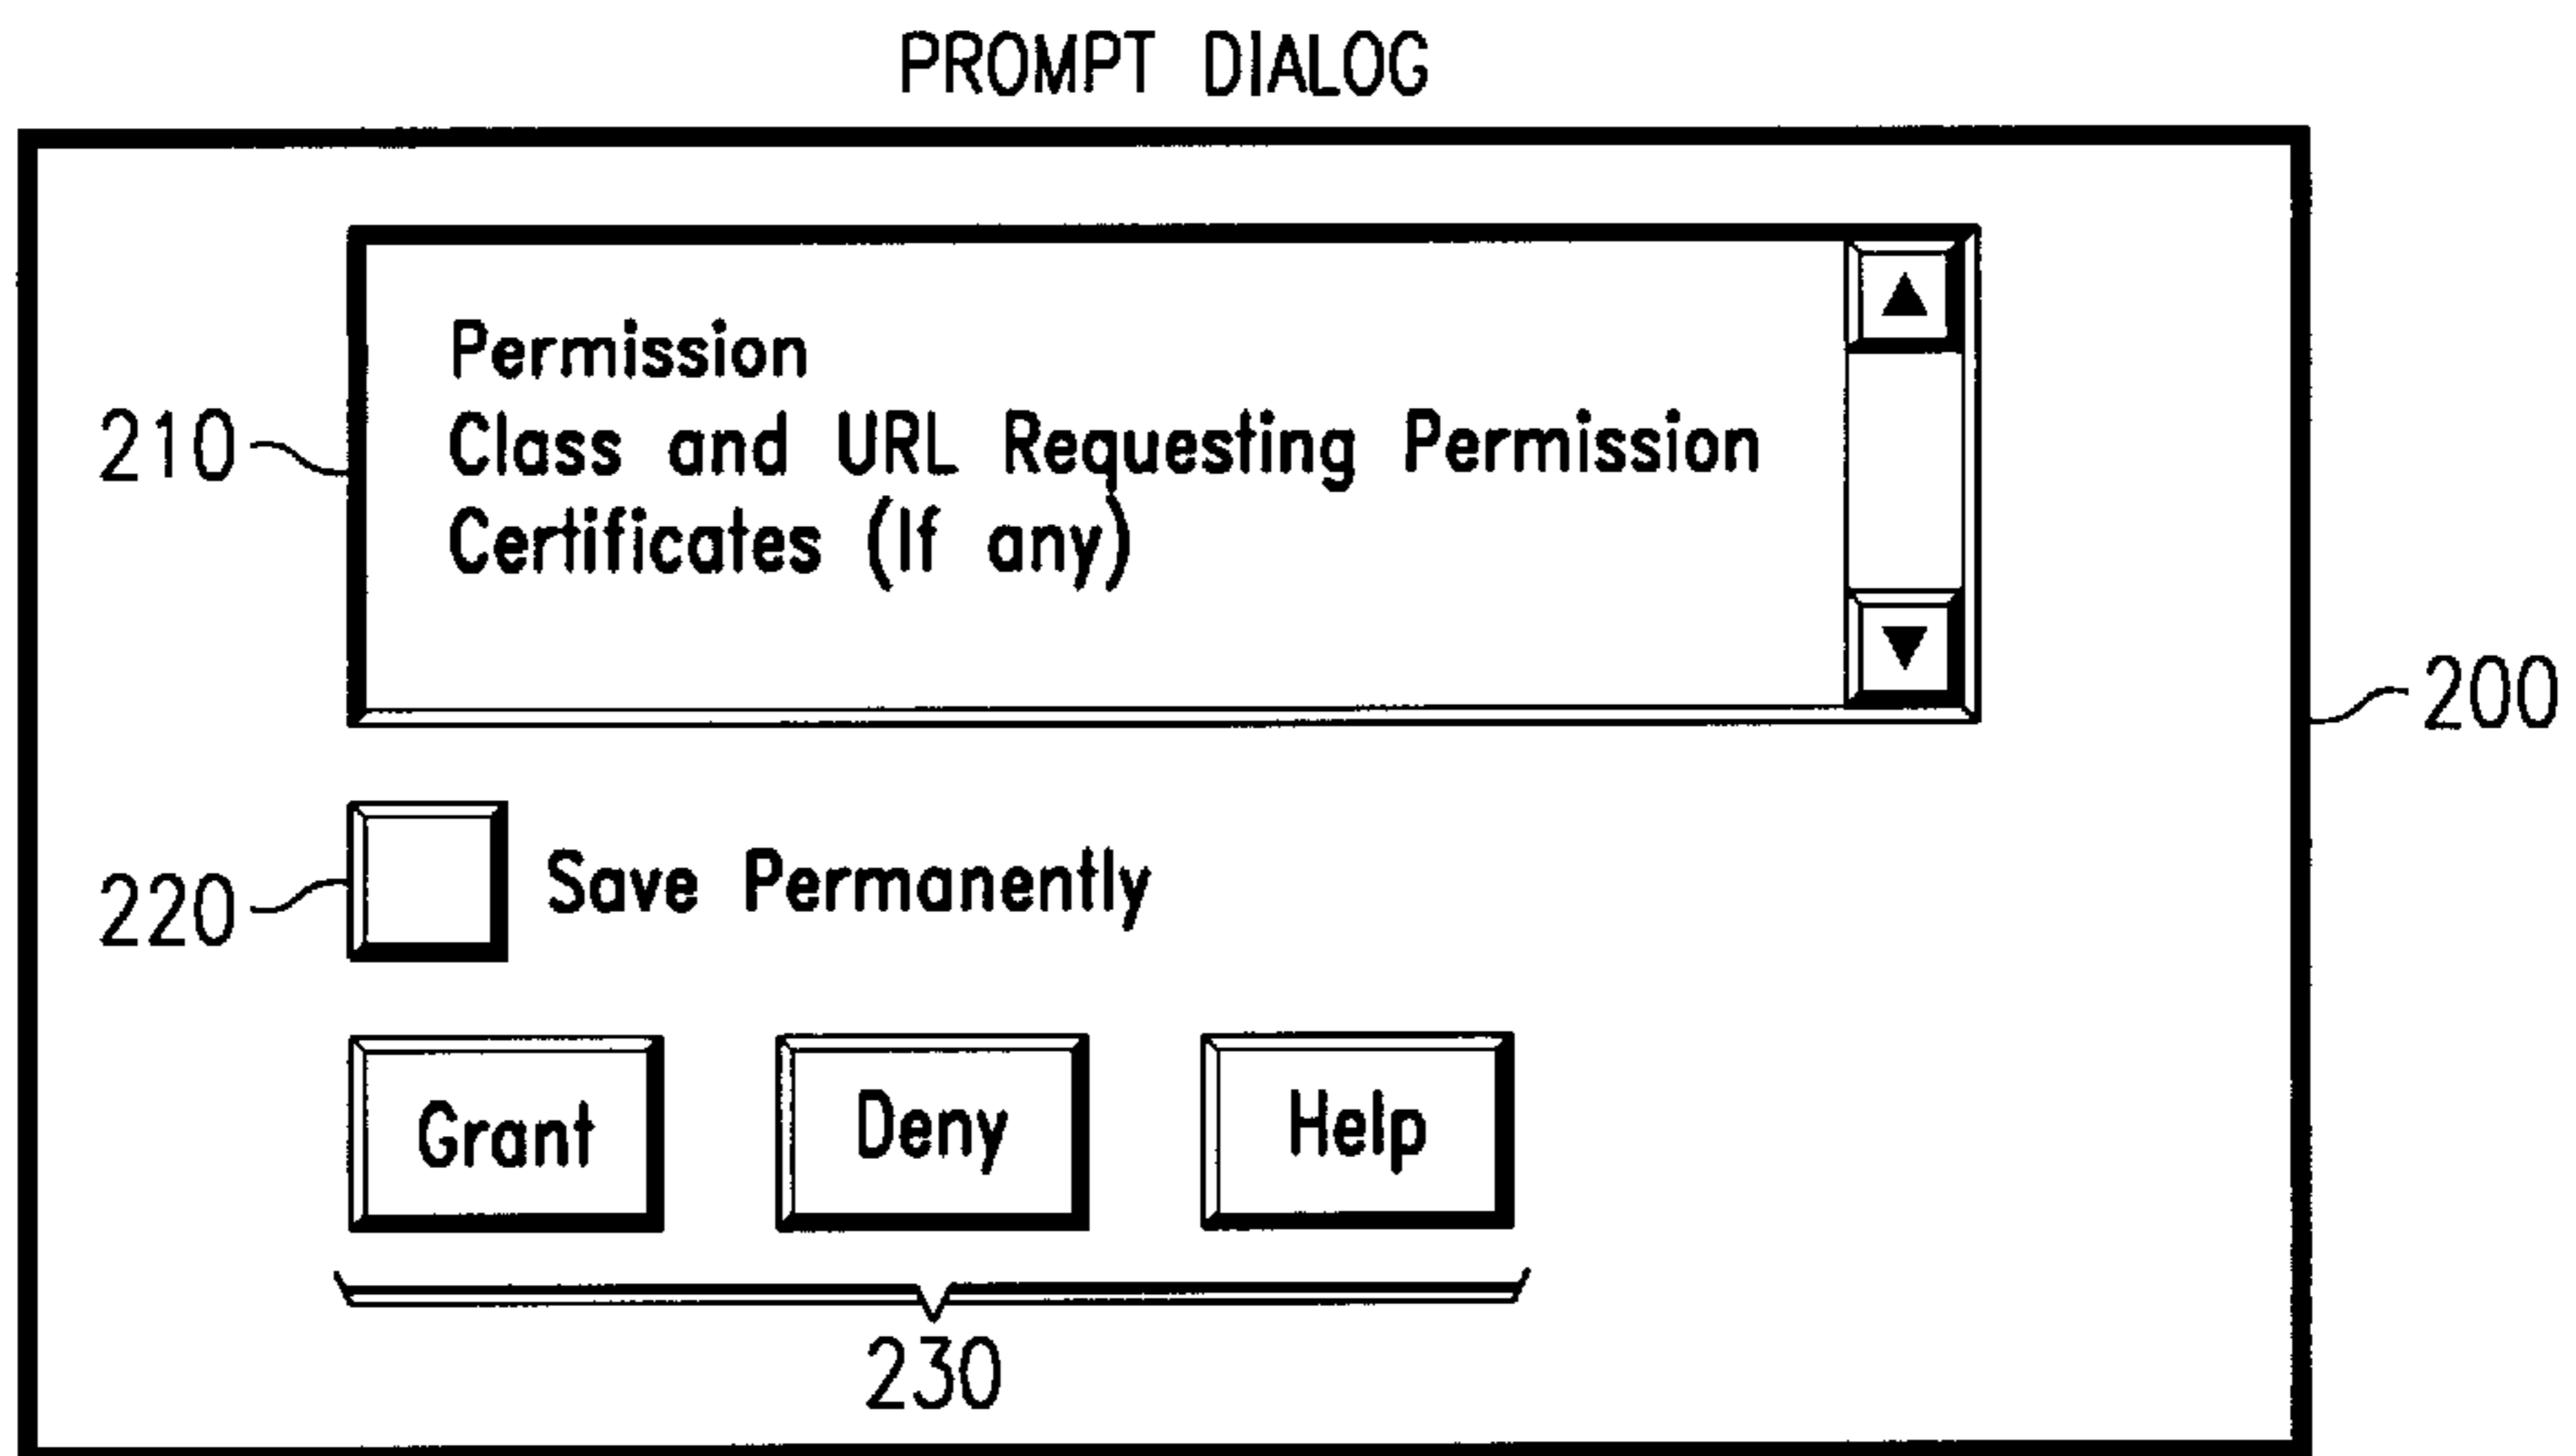 PROMPT DIALOG
Permission
210
Class and URL Requesting Permission
Certificates (If any)
200
220
Save Permanently
Grant Deny Help
230